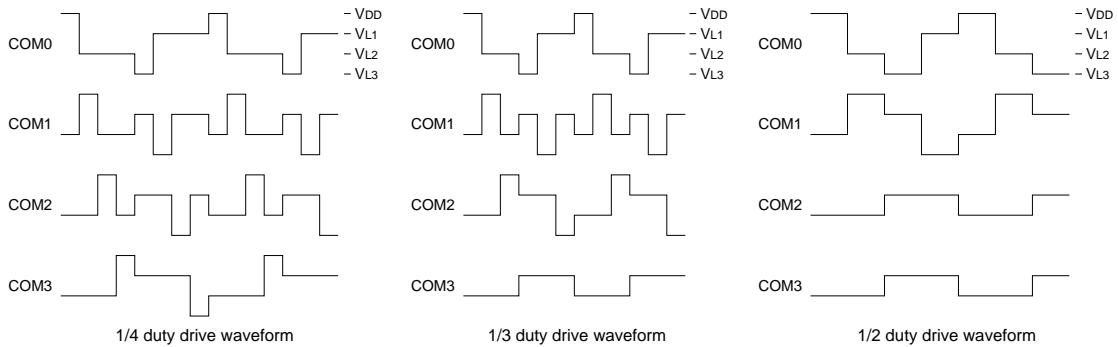 COM0
VDD
VL1
VL2
VL3
COM1
COM2
COM3
1/4 duty drive waveform
COM0
VDD
VL1
VL2
VL3
COM1
COM2
COM3
1/3 duty drive waveform
COM0
VDD
VL1
VL2
VL3
COM1
COM2
COM3
1/2 duty drive waveform